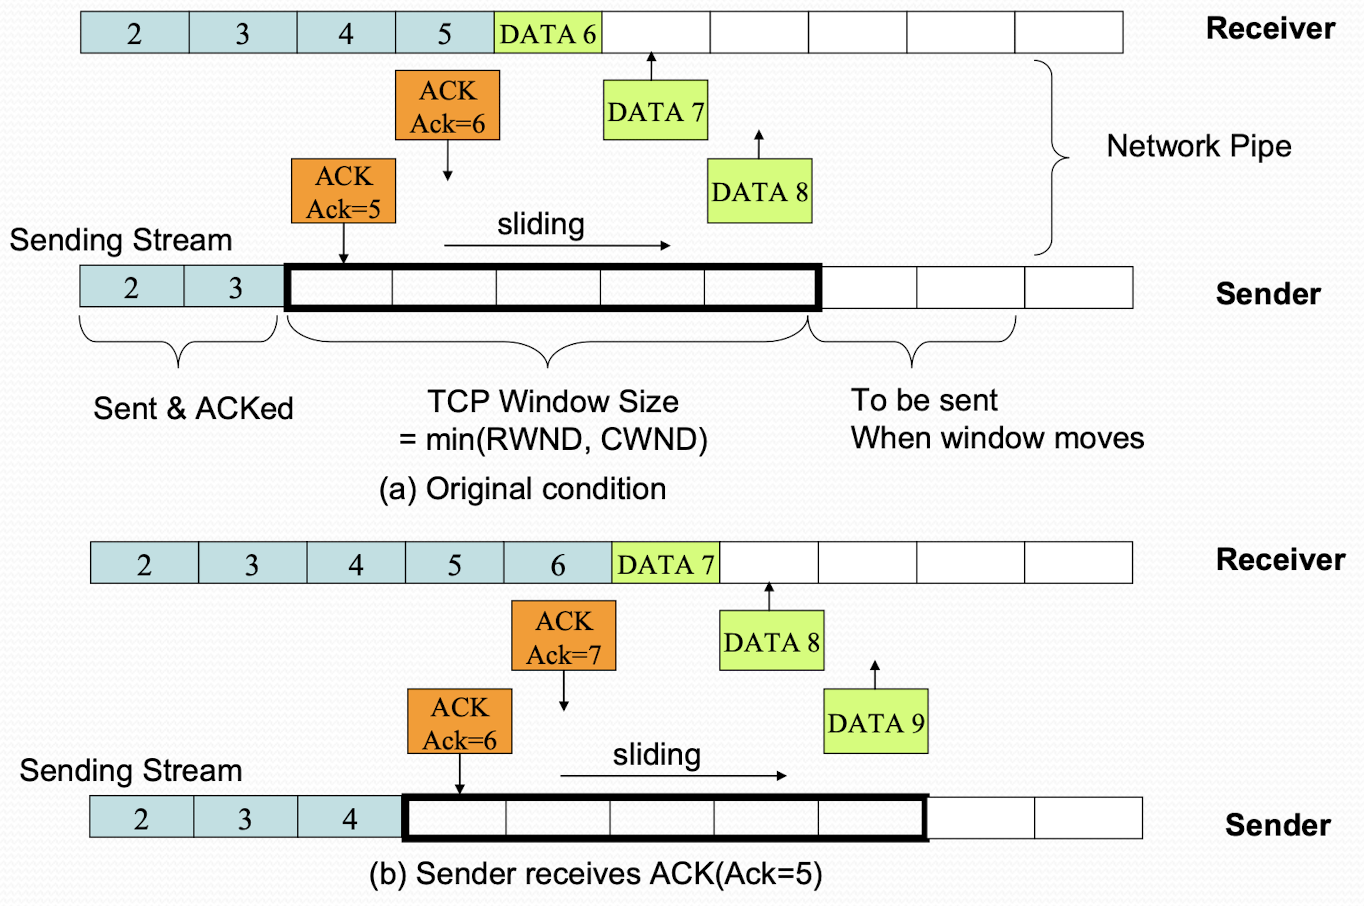 2 3 4 5 DATA 6 Receiver
ACK
Ack=6
DATA 7
Network Pipe
ACK
Ack=5
DATA 8
sliding
Sending Stream
2 3 Sender
Sent & ACKed
TCP Window Size
= min(RWND, CWND)
To be sent
When window moves
(a) Original condition
2 3 4 5 6 DATA 7 Receiver
ACK
Ack=7
DATA 8
ACK
Ack=6
DATA 9
sliding
Sending Stream
2 3 4 Sender
(b) Sender receives ACK(Ack=5)